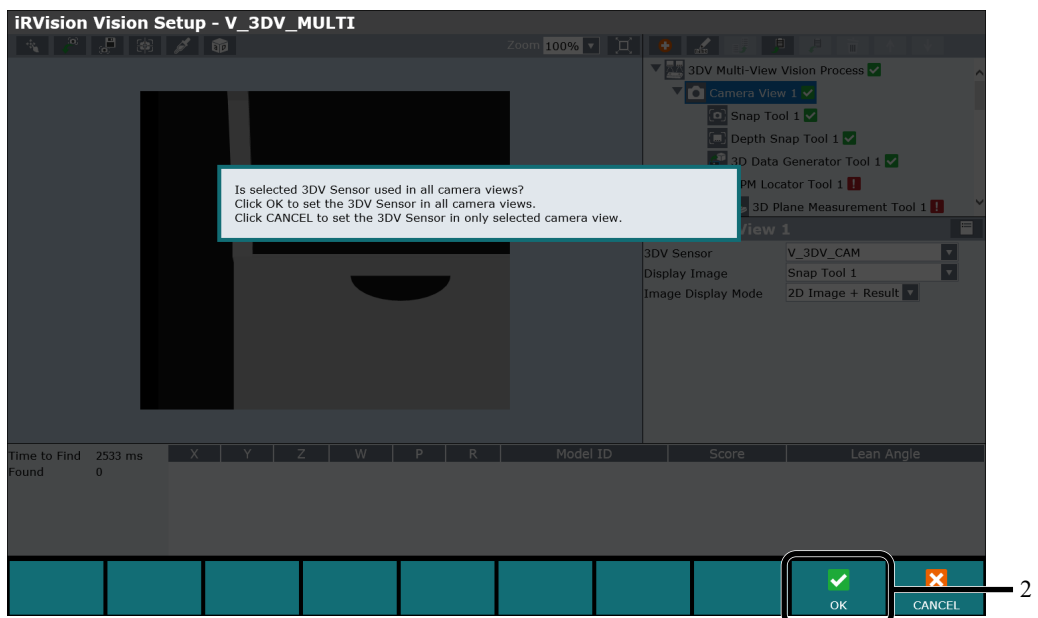 iRVision Vision Setup - V_3DV_MULTI
Zoom 100%
3DV Multi-View Vision Process
Camera View 1
Snap Tool 1
Depth Snap Tool 1
3D Data Generator Tool 1
PM Locator Tool 1
3D Plane Measurement Tool 1
Is selected 3DV Sensor used in all camera views?
Click OK to set the 3DV Sensor in all camera views.
Click CANCEL to set the 3DV Sensor in only selected camera view.
View 1
3DV Sensor V_3DV_CAM
Display Image Snap Tool 1
Image Display Mode 2D Image + Result
Time to Find 2533 ms X Y Z W P R Model ID Score Lean Angle
Found 0
OK CANCEL
2